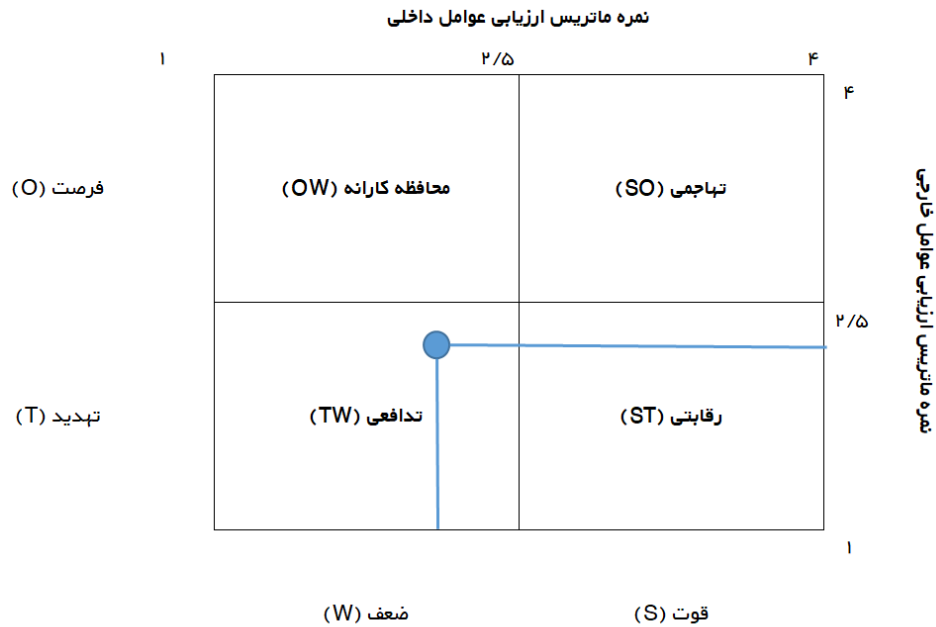 نمره ماتریس ارزیابی عوامل داخلی
۴
۲/۵
۱
۴
تهاجمی (SO)
محافظه کارانه (OW)
فرصت (O)
نمره ماتریس ارزیابی عوامل خارجی
۲/۵
رقابتی (ST)
تدافعی (TW)
تهدید (T)
۱
قوت (S)
ضعف (W)